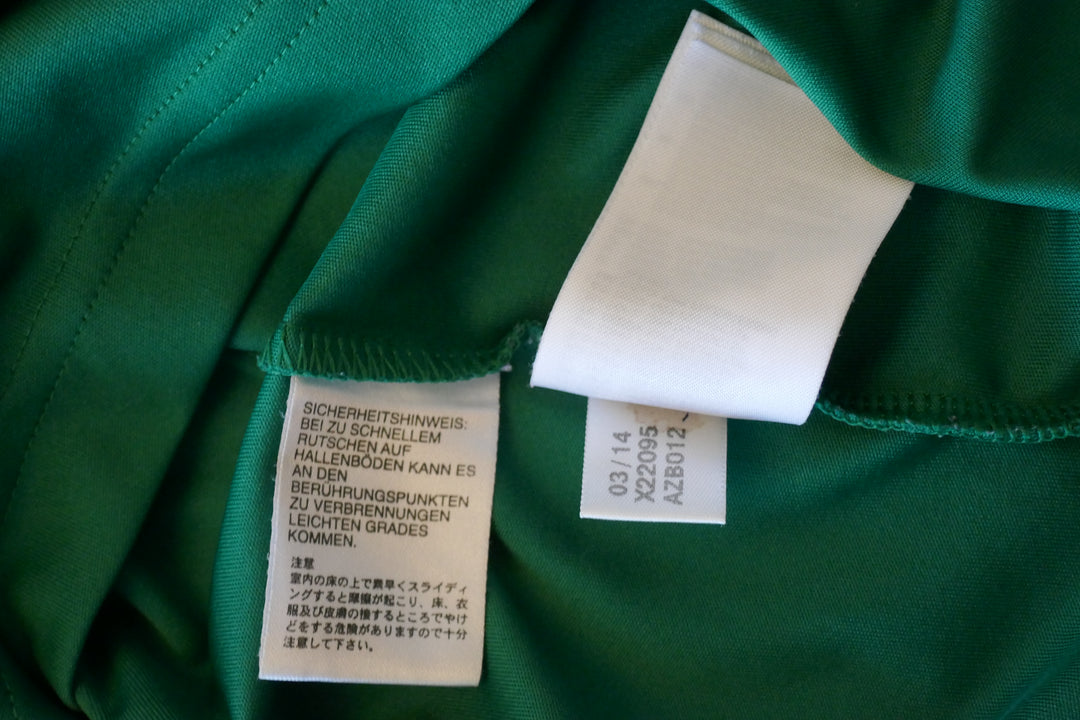 SICHERHEITSHINWEIS:
BEI ZU SCHNELLEM
RUTSCHEN AUF
HALLENBÖDEN KANN ES
AN DEN
BERÜHRUNGSPUNKTEN
ZU VERBRENNUNGEN
LEICHTEN GRADES
KOMMEN.
注意
室内の床の上で素早くスライディ
ングすると摩擦が起こり、床、衣
服及び皮膚の接するところでやけ
どをする危険がありますので十分
注意して下さい。
03/14
X22095
AZB012